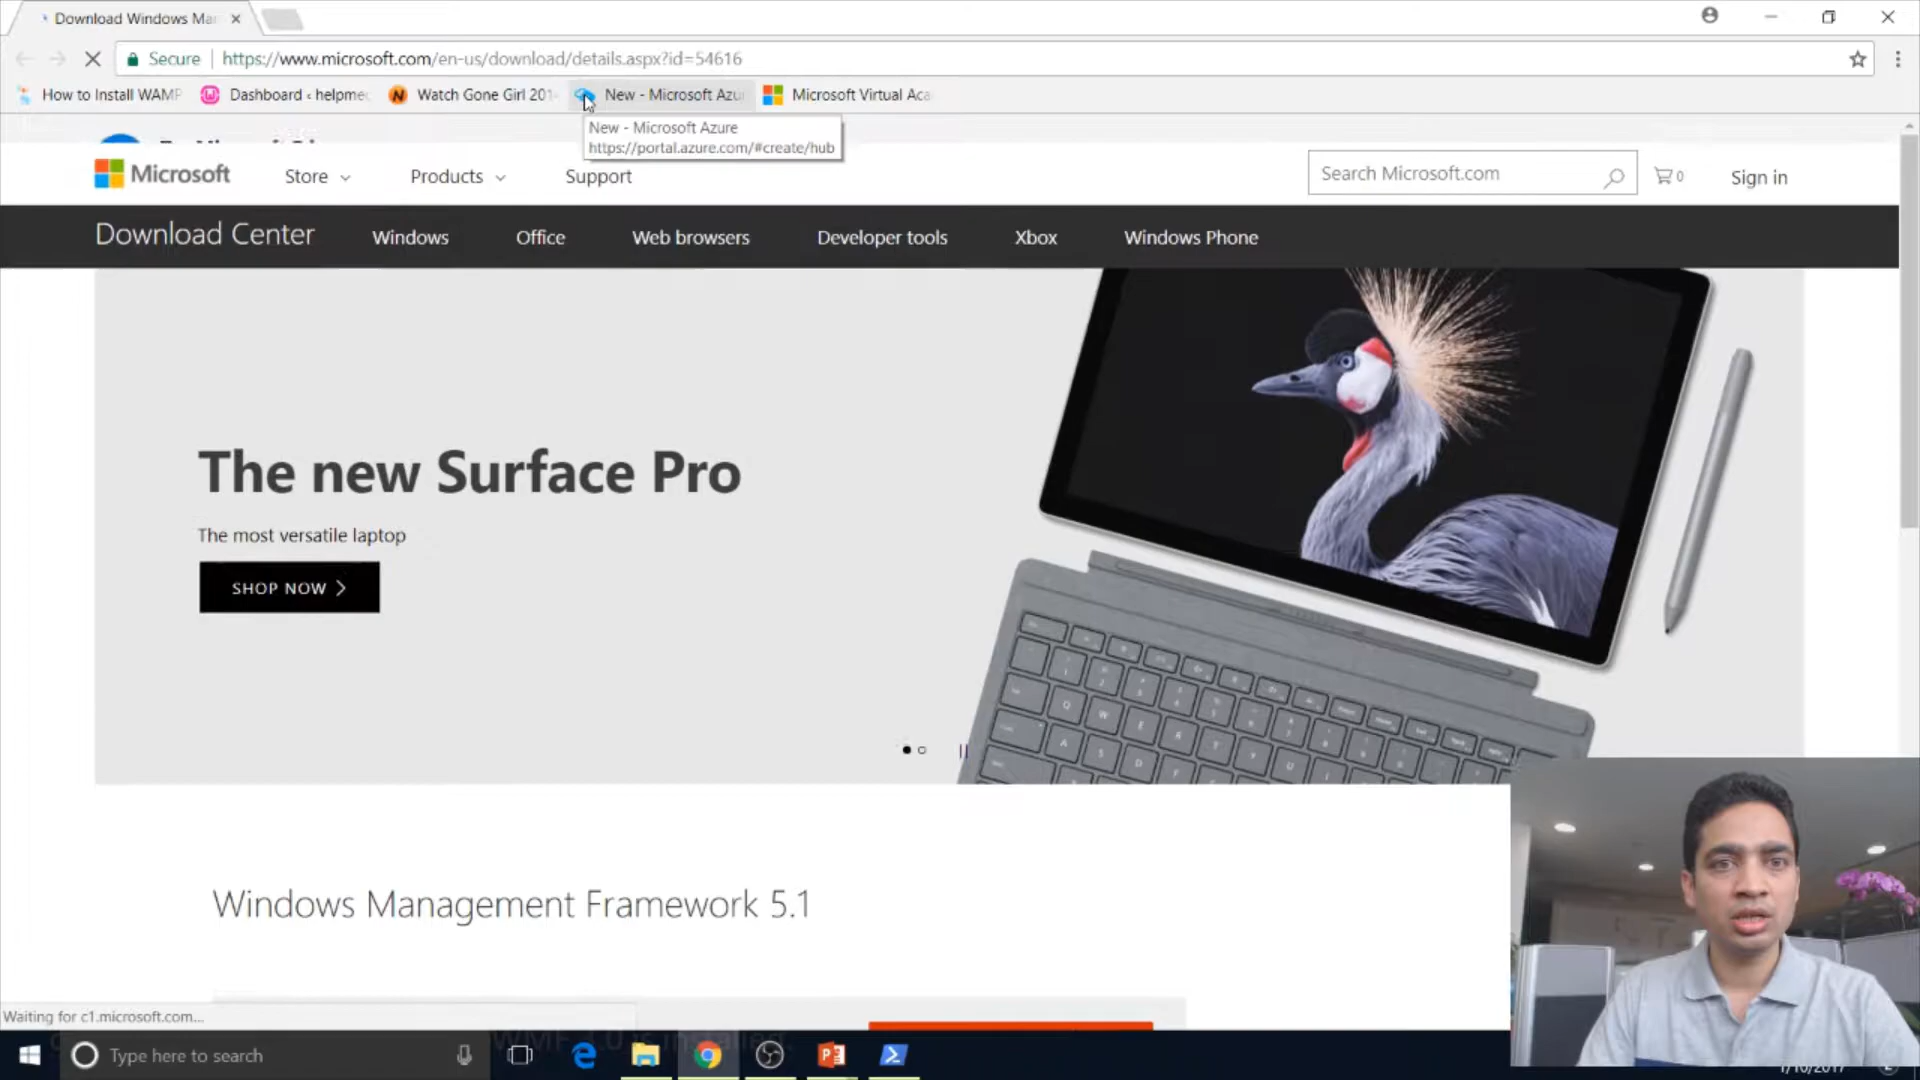 Download Windows Ma
Secure
https://www.microsoft.com/en-us/download/details.aspx?id=54616
How to Install WAMP
Dashboard ‹ helpmec
Watch Gone Girl 201
New - Microsoft Azu
Microsoft Virtual Aca
New - Microsoft Azure
https://portal.azure.com/#create/hub
Microsoft
Store
Products
Support
Search Microsoft.com
0
Sign in
Download Center
Windows
Office
Web browsers
Developer tools
Xbox
Windows Phone
The new Surface Pro
The most versatile laptop
SHOP NOW
Windows Management Framework 5.1
Waiting for c1.microsoft.com...
Type here to search